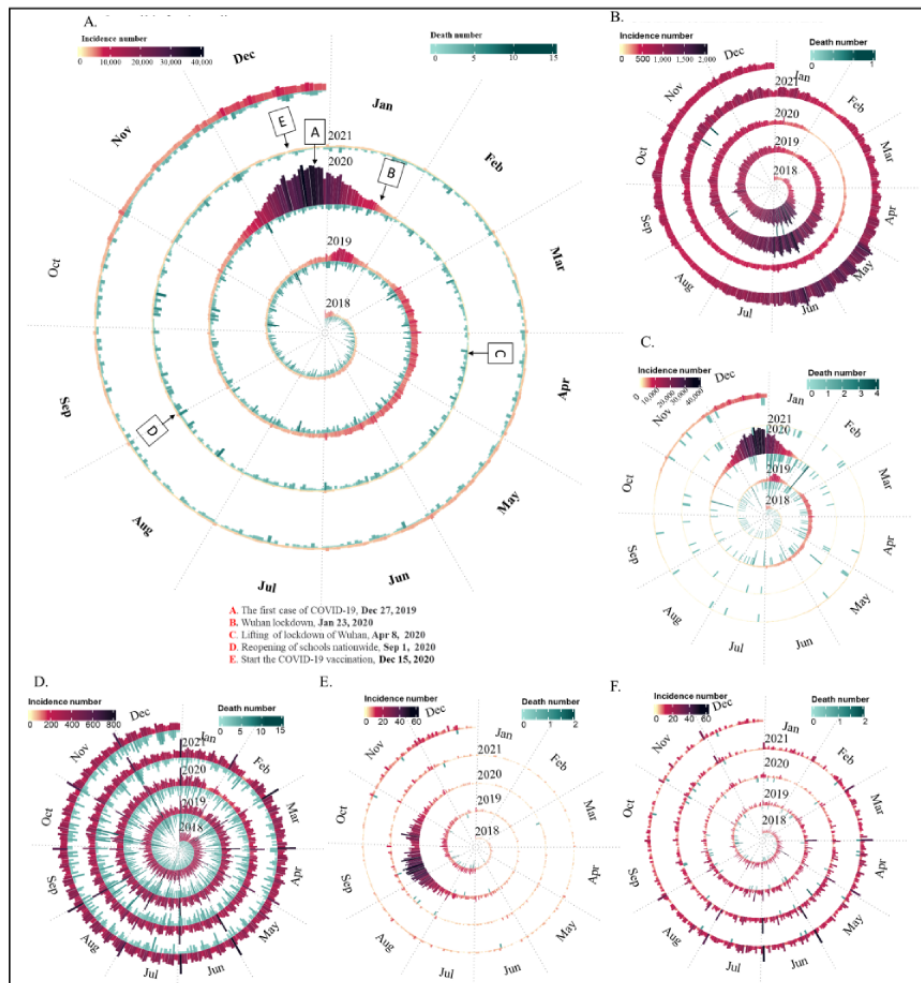 A.
Incidence number
0 10,000 20,000 30,000 40,000
Death number
0 5 10 15
Dec
Jan
Nov
Feb
Oct
Mar
Sep
Apr
Aug
May
Jul
Jun
2021
2020
2019
2018
E
A
B
C
D
A. The first case of COVID-19, Dec 27, 2019
B. Wuhan lockdown, Jan 23, 2020
C. Lifting of lockdown of Wuhan, Apr 8, 2020
D. Reopening of schools nationwide, Sep 1, 2020
E. Start the COVID-19 vaccination, Dec 15, 2020
B.
Incidence number
0 500 1,000 1,500 2,000
Death number
0 1
Dec
Jan
Nov
Feb
Oct
Mar
Sep
Apr
Aug
May
Jul
Jun
2021
2020
2019
2018
C.
Incidence number
0 10,000 20,000 30,000 40,000
Death number
0 1 2 3 4
Dec
Jan
Nov
Feb
Oct
Mar
Sep
Apr
Aug
May
Jul
Jun
2021
2020
2019
2018
D.
Incidence number
0 200 400 600 800
Death number
0 5 10 15
Dec
Jan
Nov
Feb
Oct
Mar
Sep
Apr
Aug
May
Jul
Jun
2021
2020
2019
2018
E.
Incidence number
0 20 40 60
Death number
0 1 2
Dec
Jan
Nov
Feb
Oct
Mar
Sep
Apr
Aug
May
Jul
Jun
2021
2020
2019
2018
F.
Incidence number
0 20 40 60
Death number
0 1 2
Dec
Jan
Nov
Feb
Oct
Mar
Sep
Apr
Aug
May
Jul
Jun
2021
2020
2019
2018